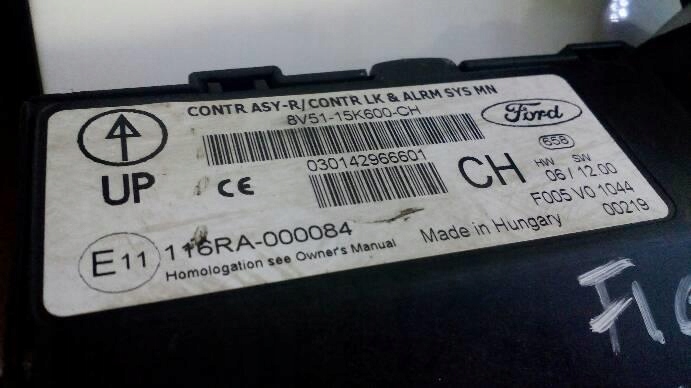 CONTR ASY-R/CONTR LK & ALRM SYS MN
8V51-15K600-CH
Ford
UP
CE
030142966601
CH
658
HW SW
06 / 12.00
F005 V0 1044
00219
E11 116RA-000084
Homologation see Owner's Manual
Made in Hungary